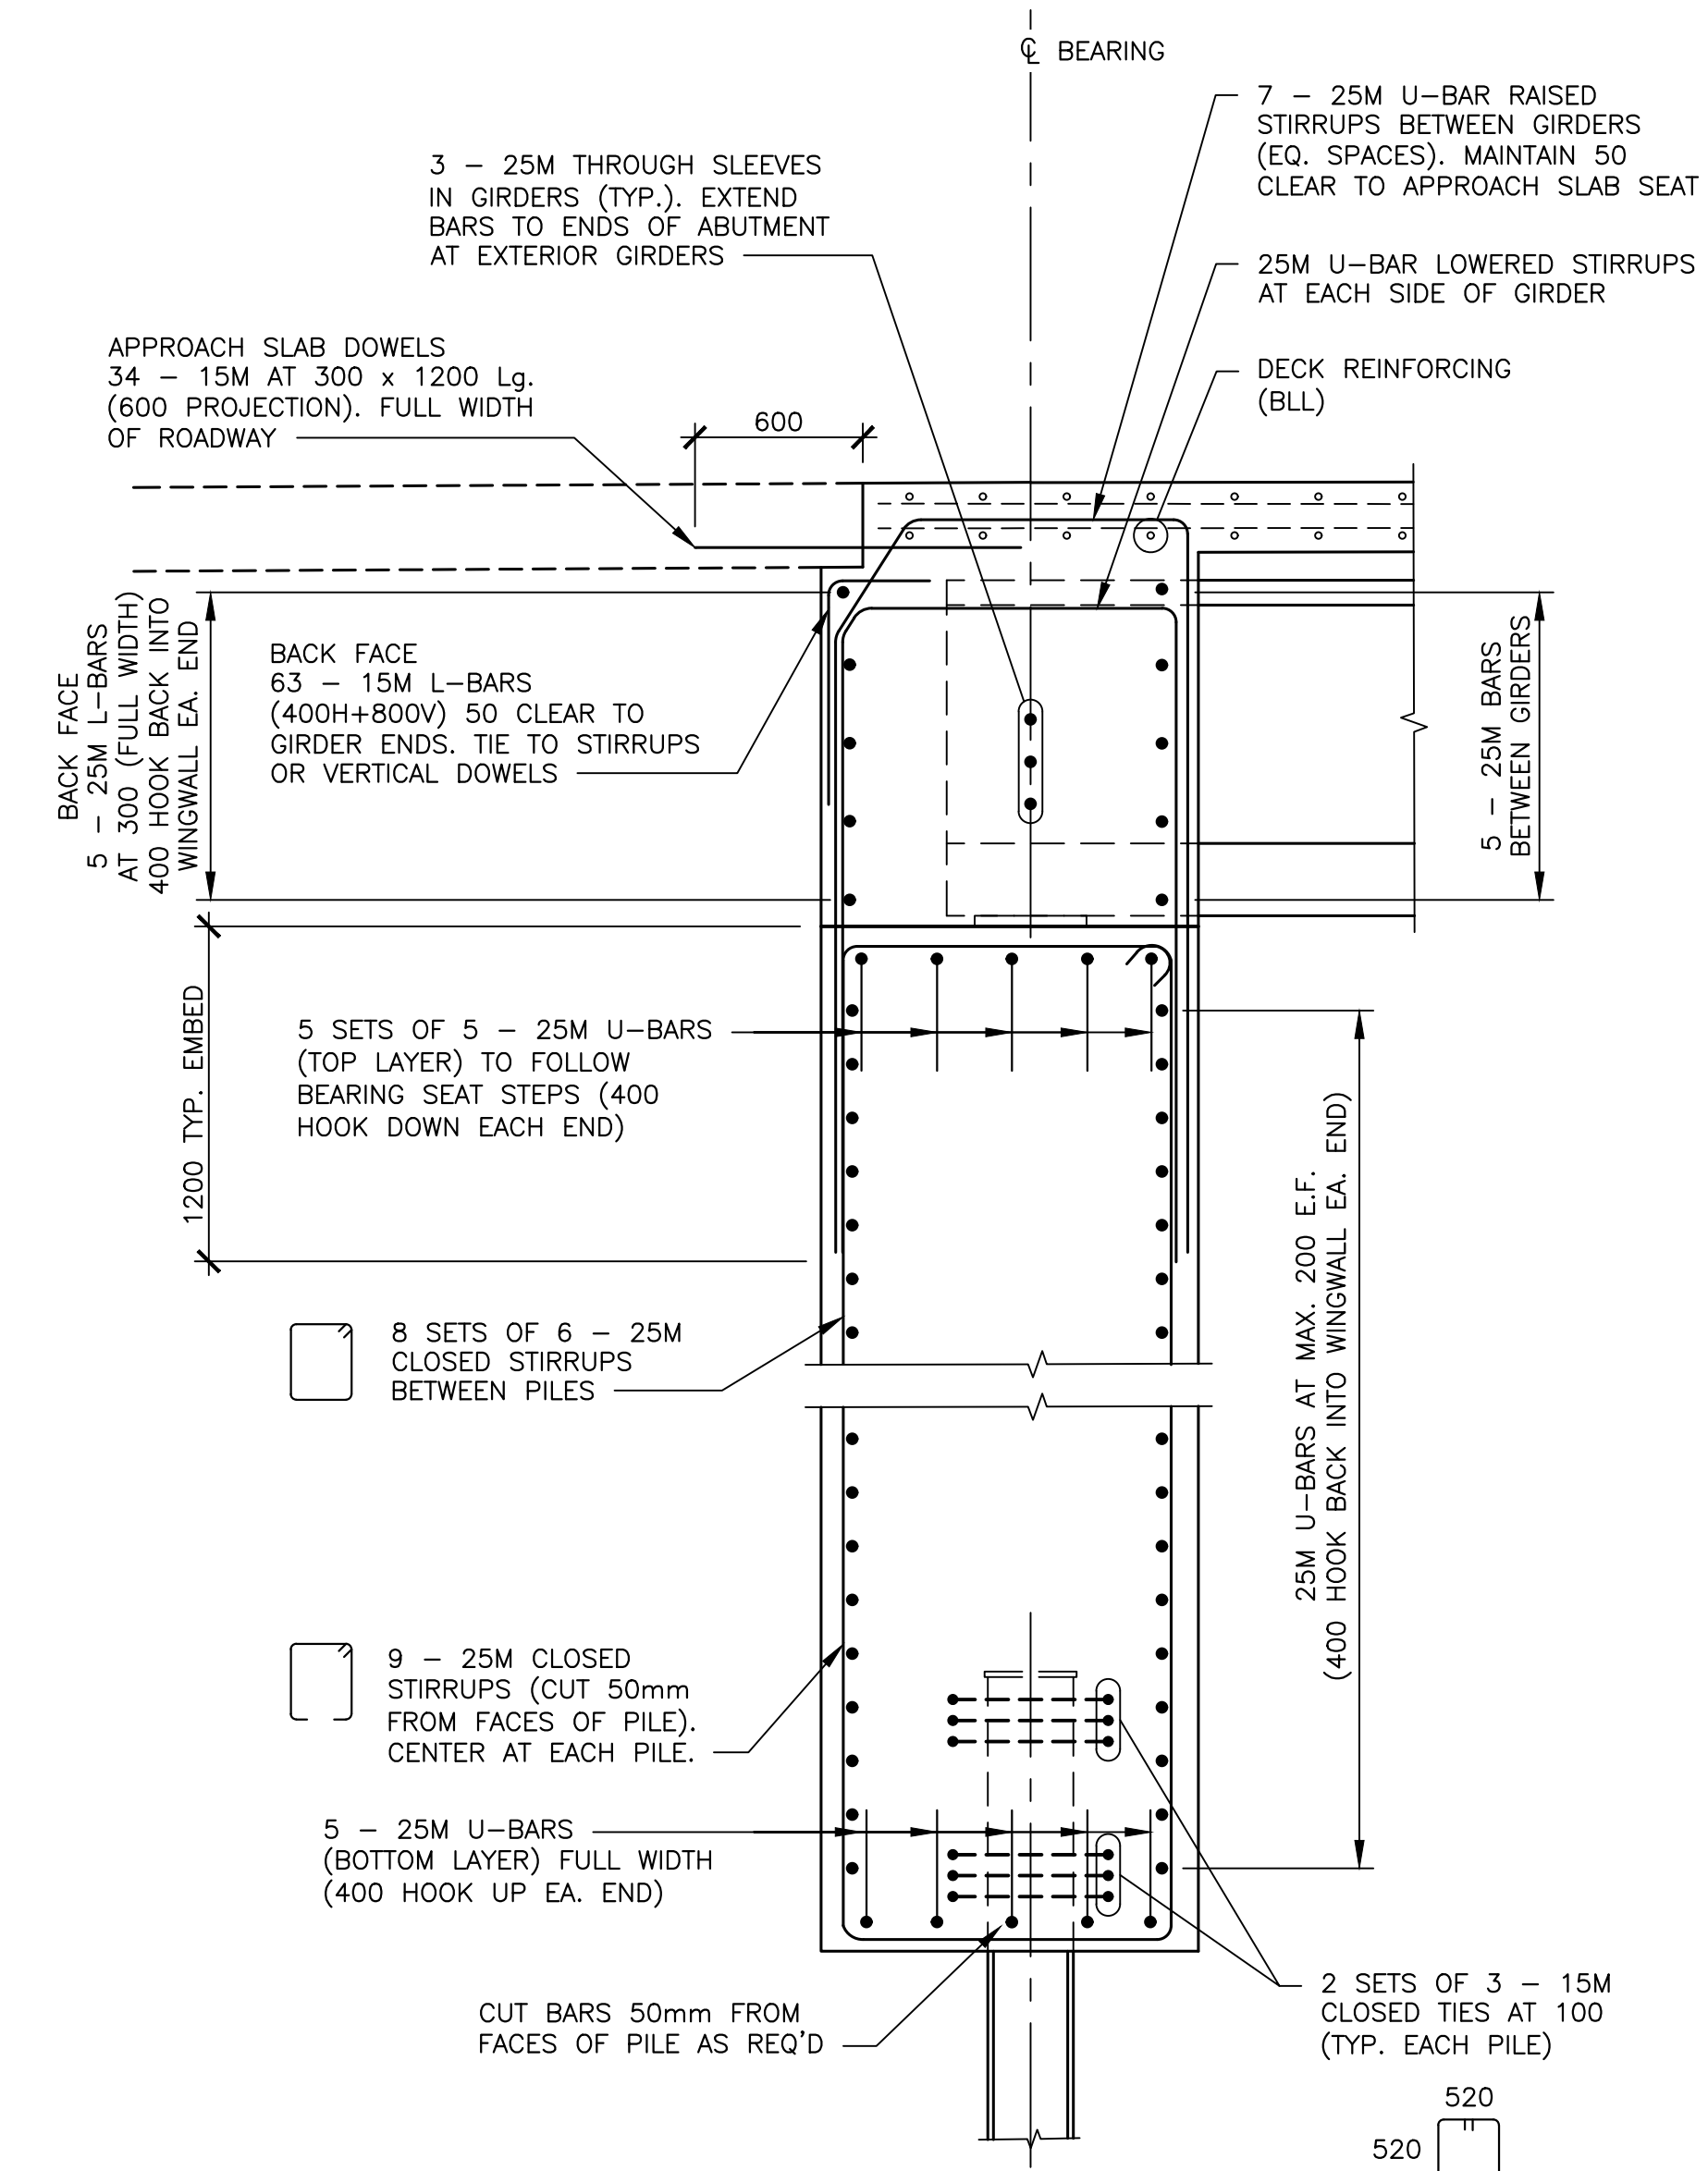 ℄ BEARING
7 - 25M U-BAR RAISED
STIRRUPS BETWEEN GIRDERS
(EQ. SPACES). MAINTAIN 50
CLEAR TO APPROACH SLAB SEAT
3 - 25M THROUGH SLEEVES
IN GIRDERS (TYP.). EXTEND
BARS TO ENDS OF ABUTMENT
AT EXTERIOR GIRDERS
25M U-BAR LOWERED STIRRUPS
AT EACH SIDE OF GIRDER
APPROACH SLAB DOWELS
34 - 15M AT 300 x 1200 Lg.
(600 PROJECTION). FULL WIDTH
OF ROADWAY
DECK REINFORCING
(BLL)
600
BACK FACE
5 - 25M L-BARS
AT 300 (FULL WIDTH)
400 HOOK BACK INTO
WINGWALL EA. END
BACK FACE
63 - 15M L-BARS
(400H+800V) 50 CLEAR TO
GIRDER ENDS. TIE TO STIRRUPS
OR VERTICAL DOWELS
5 - 25M BARS
BETWEEN GIRDERS
1200 TYP. EMBED
5 SETS OF 5 - 25M U-BARS
(TOP LAYER) TO FOLLOW
BEARING SEAT STEPS (400
HOOK DOWN EACH END)
25M U-BARS AT MAX. 200 E.F.
(400 HOOK BACK INTO WINGWALL EA. END)
8 SETS OF 6 - 25M
CLOSED STIRRUPS
BETWEEN PILES
9 - 25M CLOSED
STIRRUPS (CUT 50mm
FROM FACES OF PILE).
CENTER AT EACH PILE.
5 - 25M U-BARS
(BOTTOM LAYER) FULL WIDTH
(400 HOOK UP EA. END)
CUT BARS 50mm FROM
FACES OF PILE AS REQ'D
2 SETS OF 3 - 15M
CLOSED TIES AT 100
(TYP. EACH PILE)
520
520